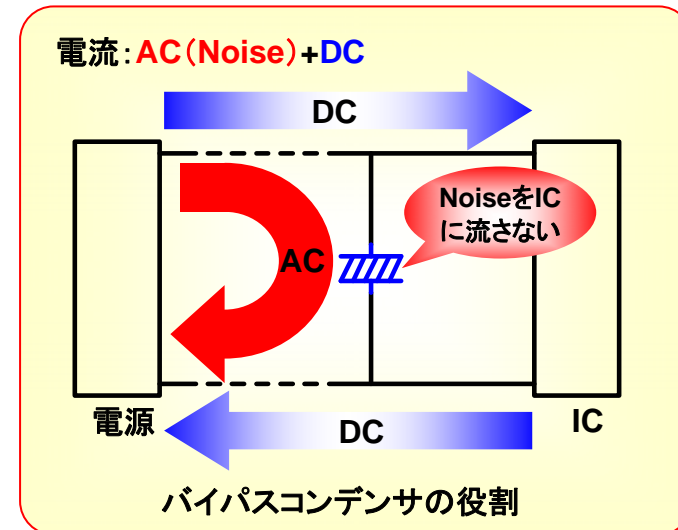 電流:AC(Noise)+DC
DC
NoiseをIC
に流さない
AC
電源
DC
IC
バイパスコンデンサの役割